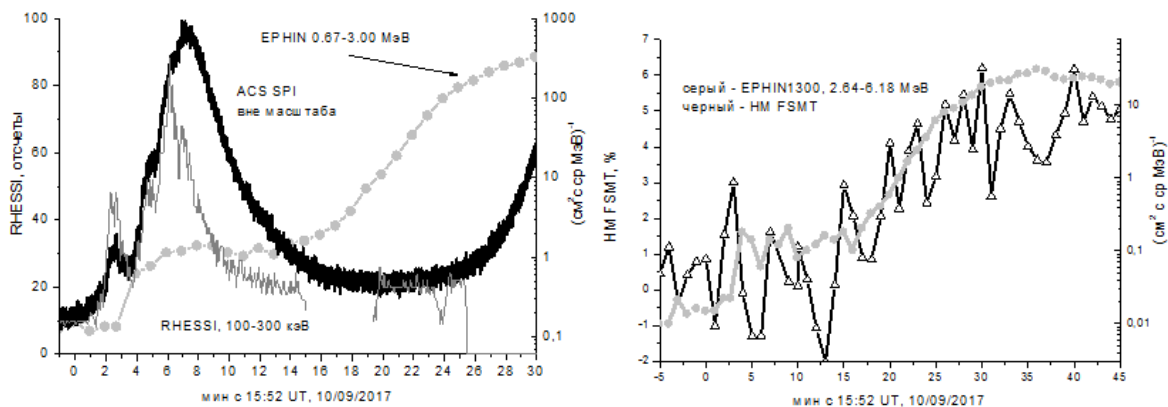 100
80
60
40
20
0
RHESSI, отсчеты
EPHIN 0.67-3.00 МэВ
ACS SPI
вне масштаба
RHESSI, 100-300 кэВ
1000
100
10
1
0,1
(см² с ср МэВ)⁻¹
0 2 4 6 8 10 12 14 16 18 20 22 24 26 28 30
мин с 15:52 UT, 10/09/2017
7
6
5
4
3
2
1
0
-1
-2
НМ FSMT, %
серый - EPHIN1300, 2.64-6.18 МэВ
черный - НМ FSMT
10
1
0,1
0,01
(см² с ср МэВ)⁻¹
-5 0 5 10 15 20 25 30 35 40 45
мин с 15:52 UT, 10/09/2017